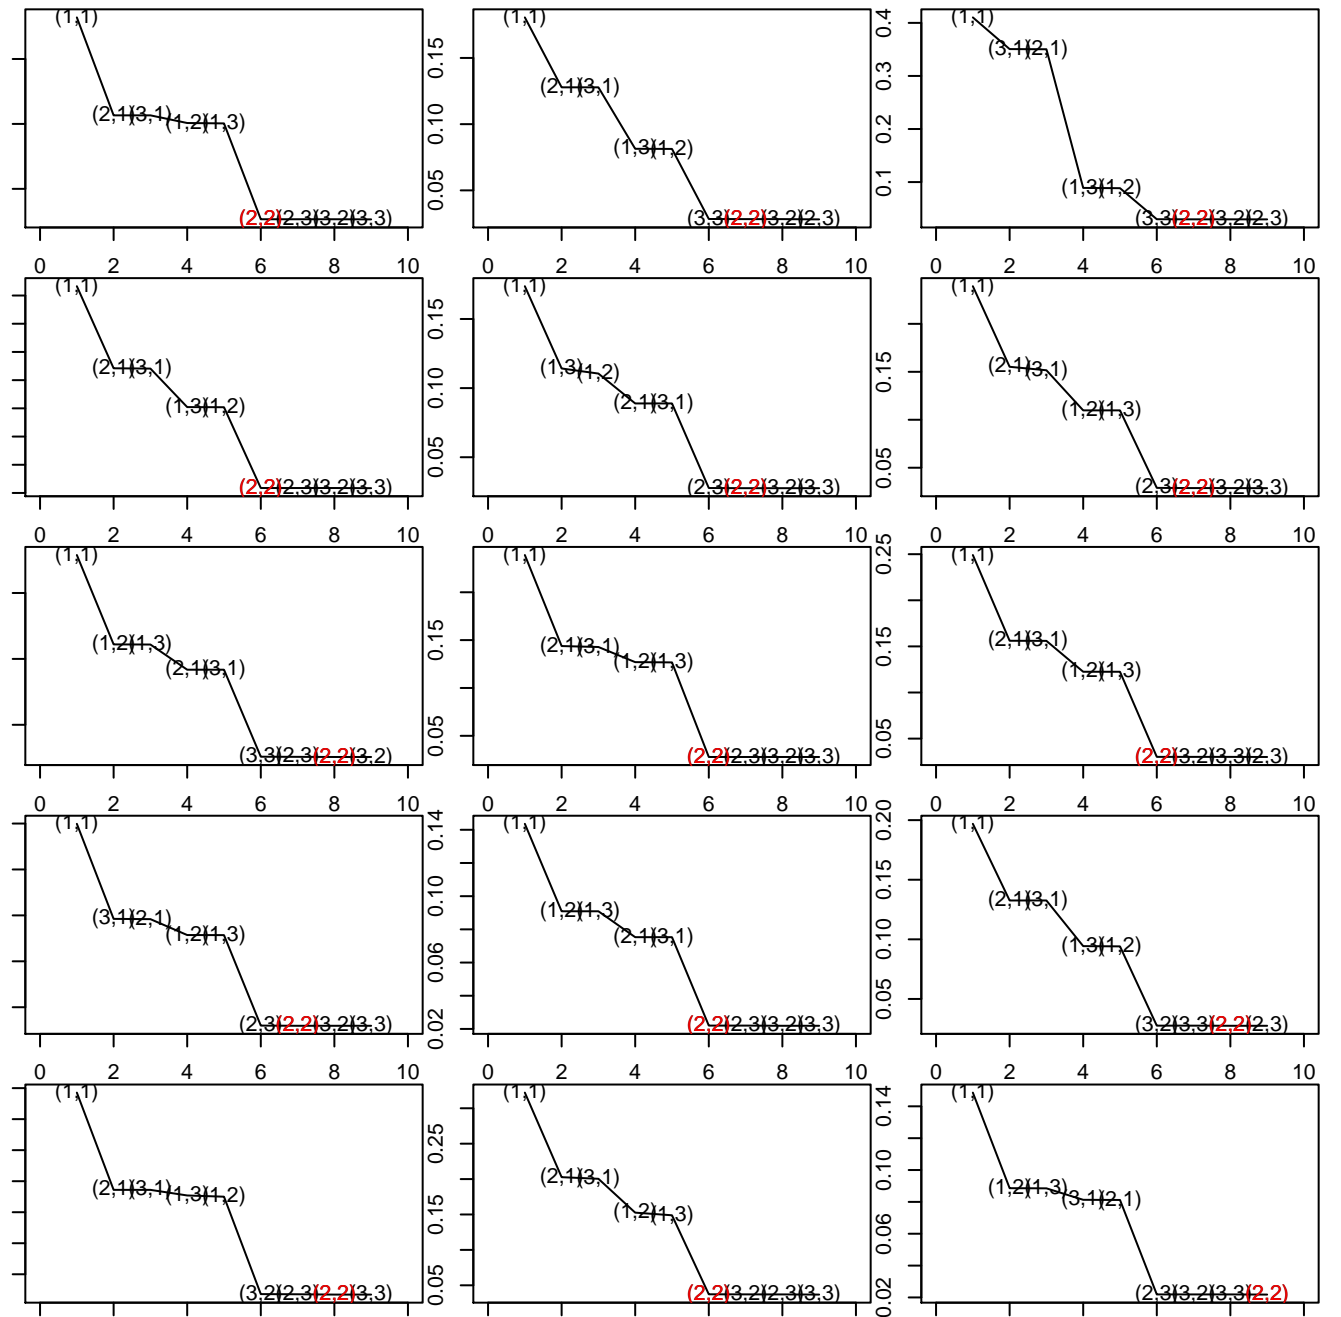 (1,1) (2,1) (3,1) (1,2) (1,3) (2,2) (2,3) (3,2) (3,3)
0.05 0.10 0.15
(1,1) (2,1) (3,1) (1,3) (1,2) (3,3) (2,2) (3,2) (2,3)
0.1 0.2 0.3 0.4
(1,1) (3,1) (2,1) (1,3) (1,2) (3,3) (2,2) (3,2) (2,3)
0 2 4 6 8 10
0 2 4 6 8 10
0 2 4 6 8 10
(1,1) (2,1) (3,1) (1,3) (1,2) (2,2) (2,3) (3,2) (3,3)
0.05 0.10 0.15
(1,1) (1,3) (1,2) (2,1) (3,1) (2,3) (2,2) (3,2) (3,3)
0.05 0.15
(1,1) (2,1) (3,1) (1,2) (1,3) (2,3) (2,2) (3,2) (3,3)
0 2 4 6 8 10
0 2 4 6 8 10
0 2 4 6 8 10
(1,1) (1,2) (1,3) (2,1) (3,1) (3,3) (2,3) (2,2) (3,2)
0.05 0.15
(1,1) (2,1) (3,1) (1,2) (1,3) (2,2) (2,3) (3,2) (3,3)
0.05 0.15 0.25
(1,1) (2,1) (3,1) (1,2) (1,3) (2,2) (3,2) (3,3) (2,3)
0 2 4 6 8 10
0 2 4 6 8 10
0 2 4 6 8 10
(1,1) (3,1) (2,1) (1,2) (1,3) (2,3) (2,2) (3,2) (3,3)
0.02 0.06 0.10 0.14
(1,1) (1,2) (1,3) (2,1) (3,1) (2,2) (2,3) (3,2) (3,3)
0.05 0.10 0.15 0.20
(1,1) (2,1) (3,1) (1,3) (1,2) (3,2) (3,3) (2,2) (2,3)
0 2 4 6 8 10
0 2 4 6 8 10
0 2 4 6 8 10
(1,1) (2,1) (3,1) (1,3) (1,2) (3,2) (2,3) (2,2) (3,3)
0.05 0.15 0.25
(1,1) (2,1) (3,1) (1,2) (1,3) (2,2) (3,2) (2,3) (3,3)
0.02 0.06 0.10 0.14
(1,1) (1,2) (1,3) (3,1) (2,1) (2,3) (3,2) (3,3) (2,2)